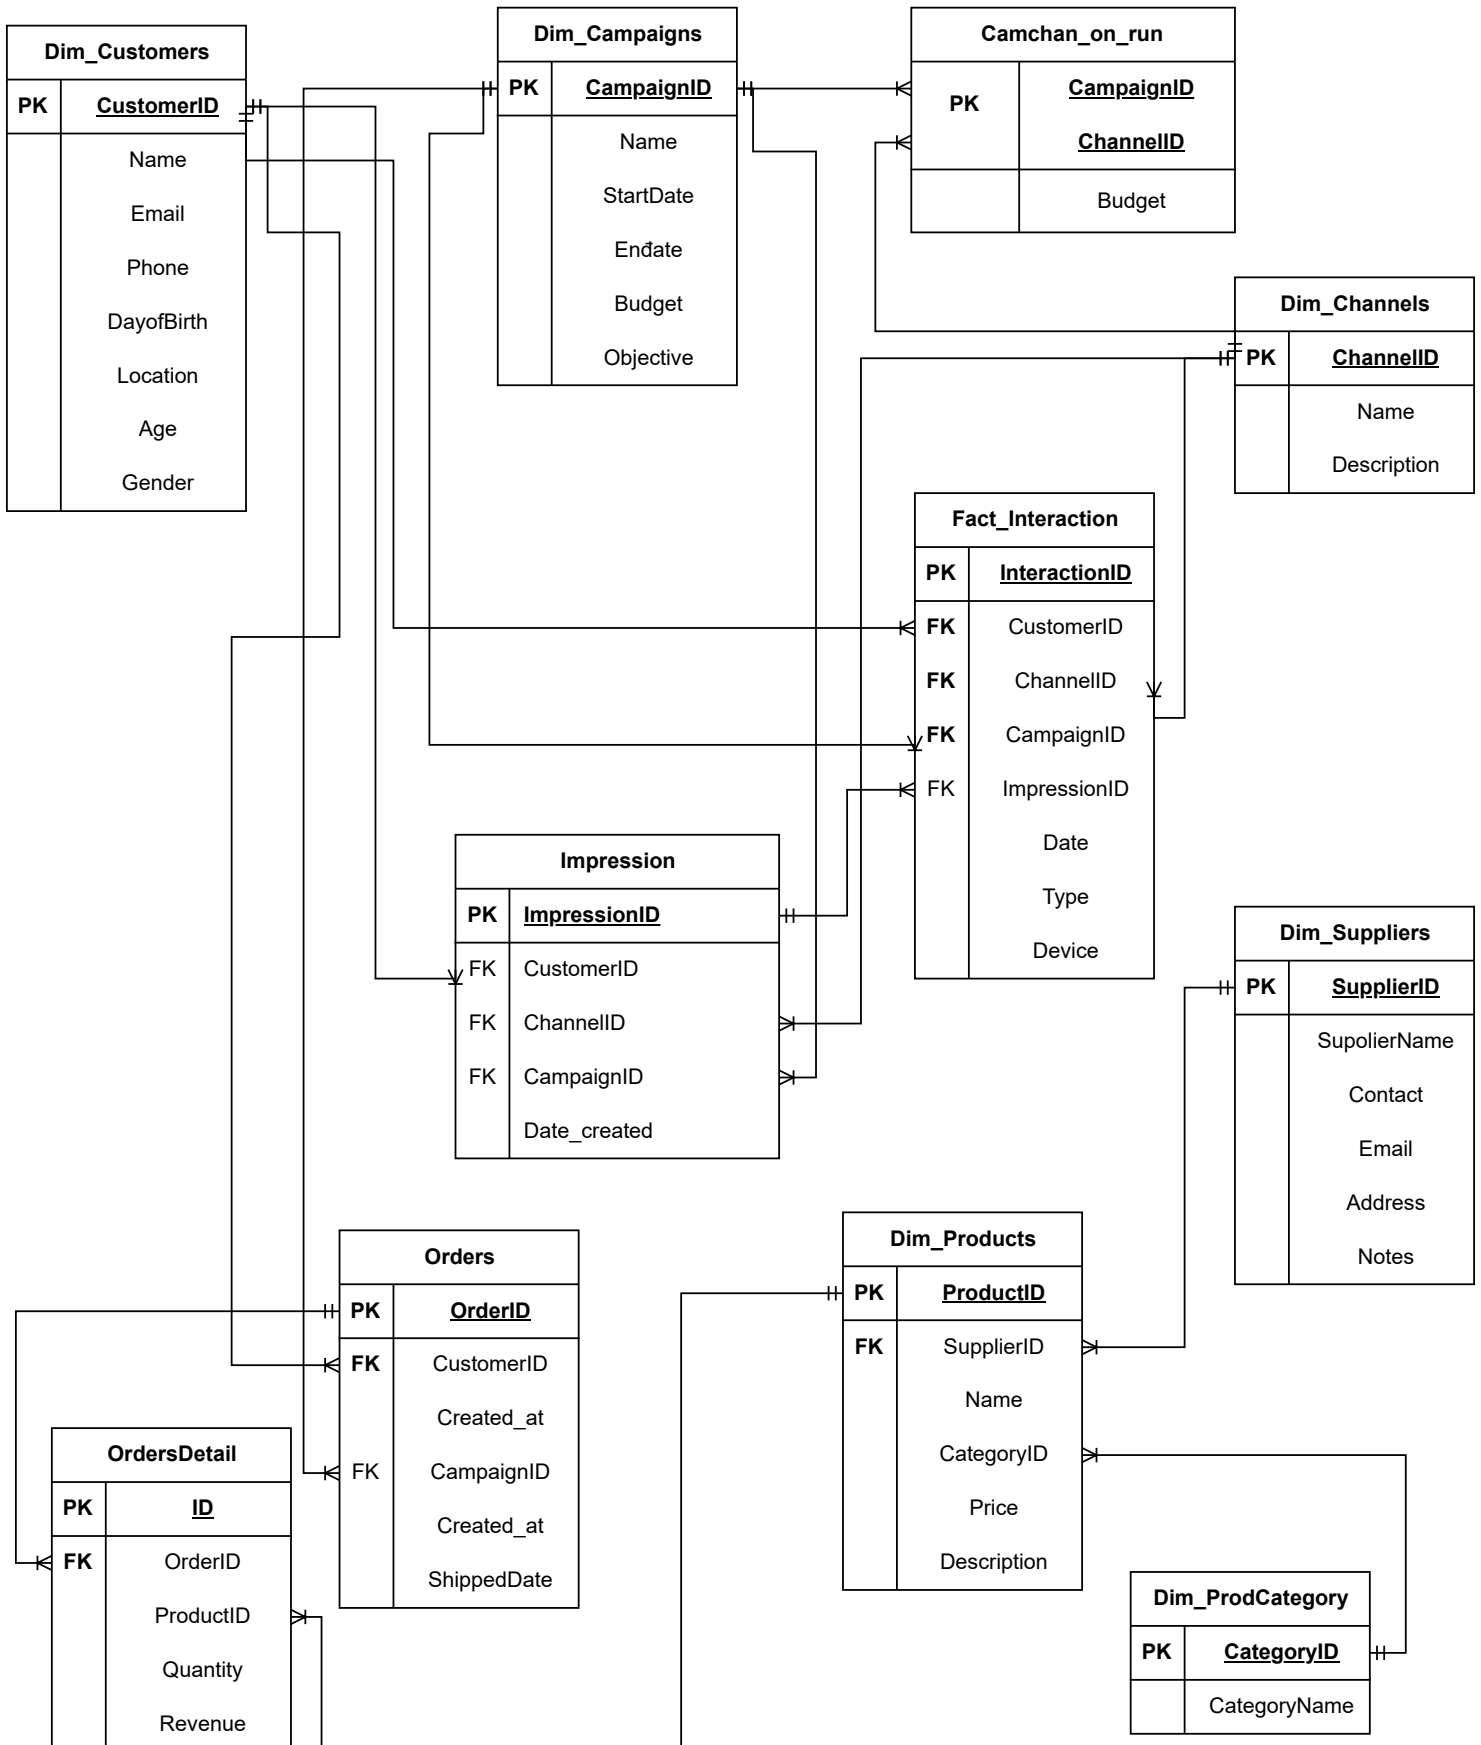 Dim_Customers
PK CustomerID
Name
Email
Phone
DayofBirth
Location
Age
Gender
Dim_Campaigns
PK CampaignID
Name
StartDate
Enđate
Budget
Objective
Camchan_on_run
PK
CampaignID
ChannelID
Budget
Dim_Channels
PK ChannelID
Name
Description
Fact_Interaction
PK InteractionID
FK CustomerID
FK ChannelID
FK CampaignID
FK ImpressionID
Date
Type
Device
Impression
PK ImpressionID
FK CustomerID
FK ChannelID
FK CampaignID
Date_created
Dim_Suppliers
PK SupplierID
SupolierName
Contact
Email
Address
Notes
Orders
PK OrderID
FK CustomerID
Created_at
FK CampaignID
Created_at
ShippedDate
Dim_Products
PK ProductID
FK SupplierID
Name
CategoryID
Price
Description
OrdersDetail
PK ID
FK OrderID
ProductID
Quantity
Revenue
Dim_ProdCategory
PK CategoryID
CategoryName